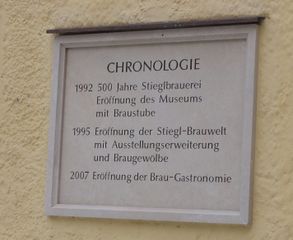 CHRONOLOGIE
1992 500 Jahre Stieglbrauerei
Eröffnung des Museums
mit Braustube
1995 Eröffnung der Stiegl-Brauwelt
mit Ausstellungserweiterung
und Braugewölbe
2007 Eröffnung der Brau-Gastronomie